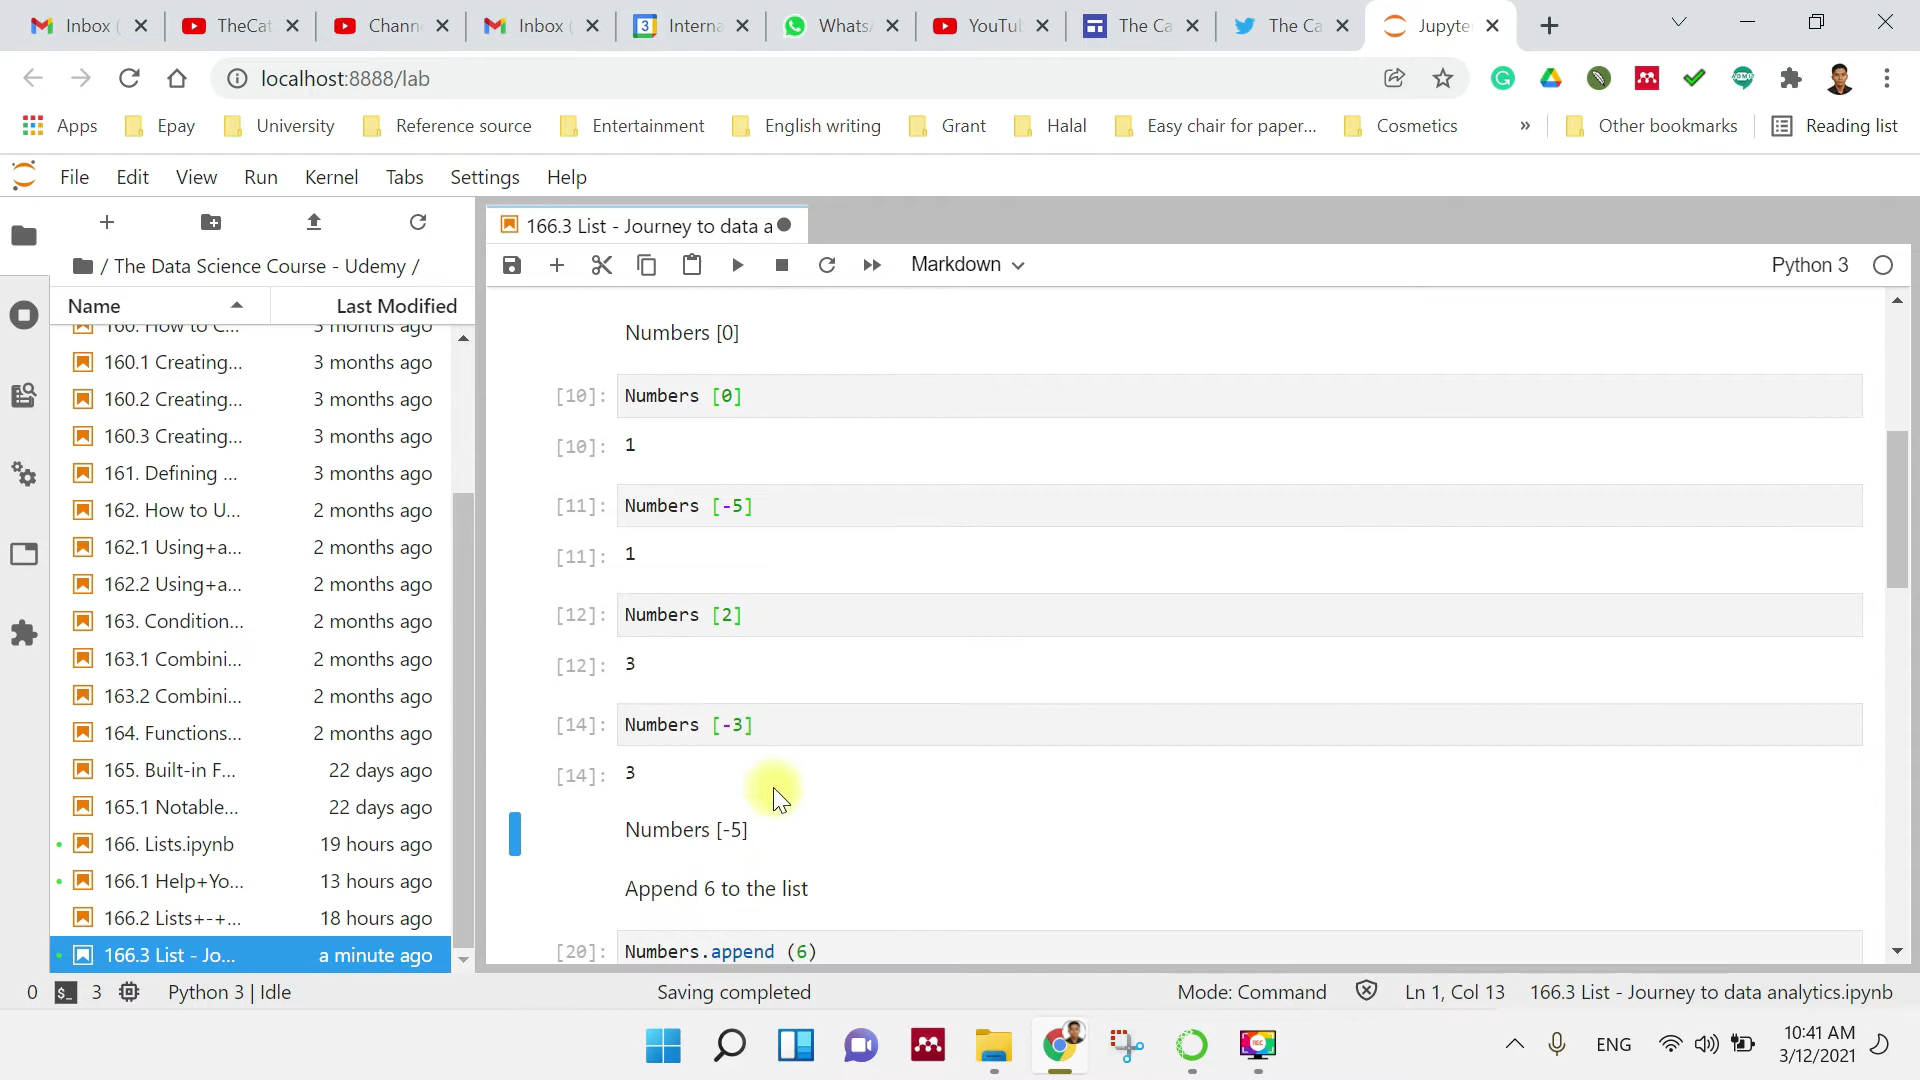 Inbox (
TheCat
Chann
Inbox (
Interna
Whats
YouTu
The Ca
The Ca
Jupyte
localhost:8888/lab
Apps
Epay
University
Reference source
Entertainment
English writing
Grant
Halal
Easy chair for paper...
Cosmetics
»
Other bookmarks
Reading list
File
Edit
View
Run
Kernel
Tabs
Settings
Help
166.3 List - Journey to data a
/ The Data Science Course - Udemy /
Markdown
Python 3
Name
Last Modified
160. How to C... 3 months ago
160.1 Creating... 3 months ago
160.2 Creating... 3 months ago
160.3 Creating... 3 months ago
161. Defining ... 3 months ago
162. How to U... 2 months ago
162.1 Using+a... 2 months ago
162.2 Using+a... 2 months ago
163. Condition... 2 months ago
163.1 Combini... 2 months ago
163.2 Combini... 2 months ago
164. Functions... 2 months ago
165. Built-in F... 22 days ago
165.1 Notable... 22 days ago
166. Lists.ipynb 19 hours ago
166.1 Help+Yo... 13 hours ago
166.2 Lists+-+... 18 hours ago
166.3 List - Jo... a minute ago
Numbers [0]
[10]: Numbers [0]
[10]: 1
[11]: Numbers [-5]
[11]: 1
[12]: Numbers [2]
[12]: 3
[14]: Numbers [-3]
[14]: 3
Numbers [-5]
Append 6 to the list
[20]: Numbers.append (6)
0
$_
3
Python 3 | Idle
Saving completed
Mode: Command
Ln 1, Col 13
166.3 List - Journey to data analytics.ipynb
REC
ENG
10:41 AM
3/12/2021